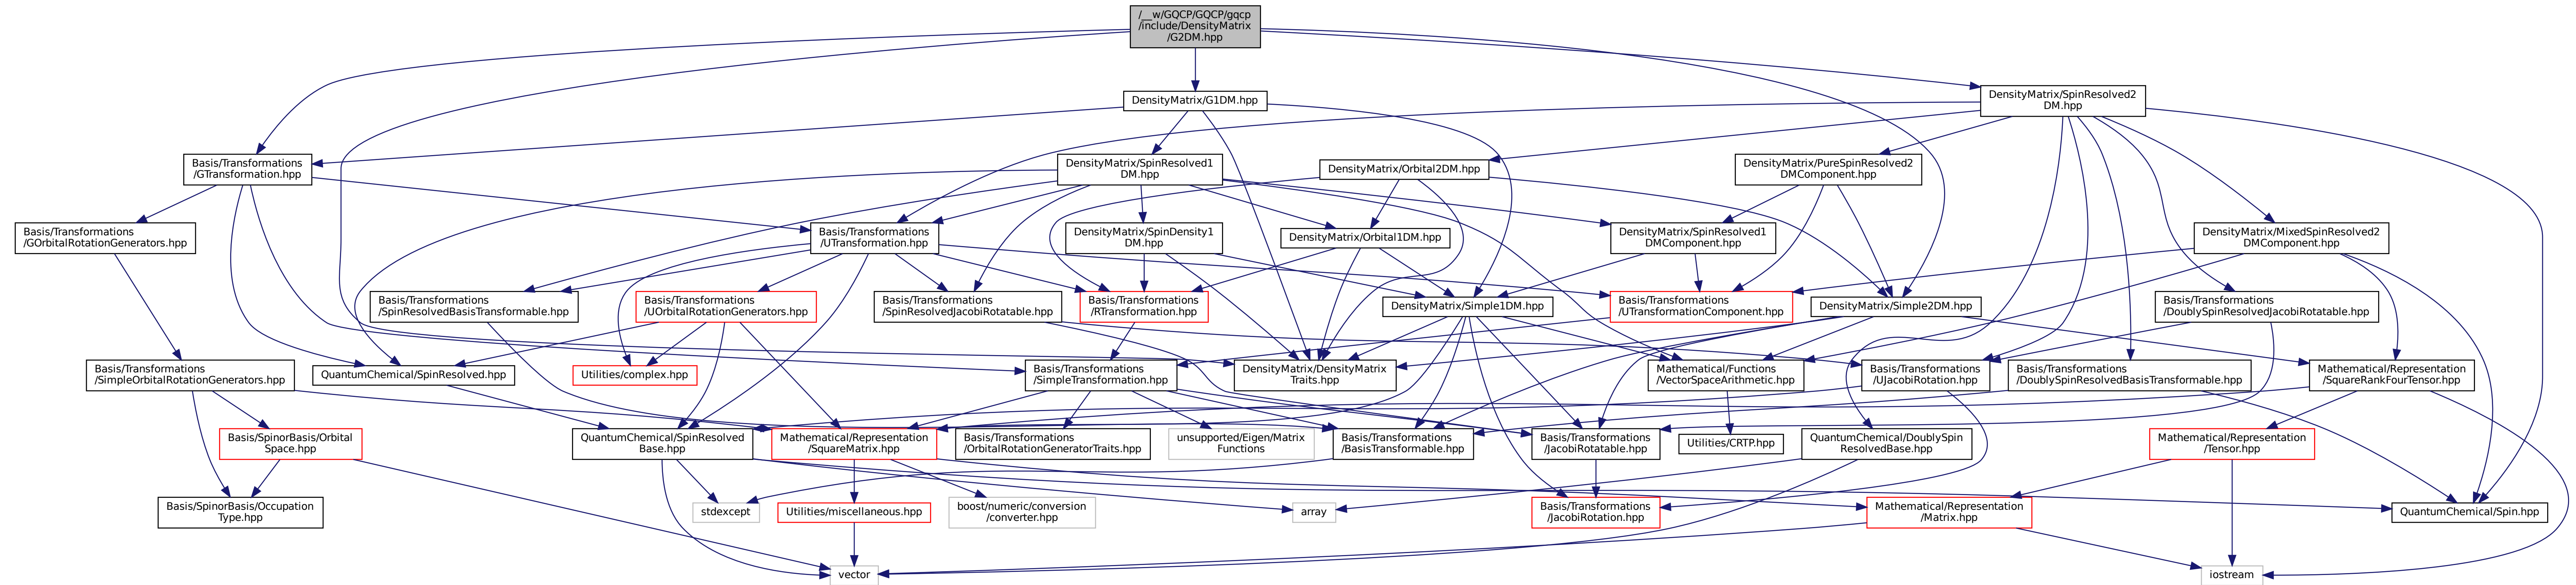 /__w/GQCP/GQCP/gqcp
/include/DensityMatrix
/G2DM.hpp
DensityMatrix/G1DM.hpp
DensityMatrix/SpinResolved2
DM.hpp
Basis/Transformations
/GTransformation.hpp
DensityMatrix/SpinResolved1
DM.hpp
DensityMatrix/Orbital2DM.hpp
DensityMatrix/PureSpinResolved2
DMComponent.hpp
Basis/Transformations
/GOrbitalRotationGenerators.hpp
Basis/Transformations
/UTransformation.hpp
DensityMatrix/SpinDensity1
DM.hpp
DensityMatrix/Orbital1DM.hpp
DensityMatrix/SpinResolved1
DMComponent.hpp
DensityMatrix/MixedSpinResolved2
DMComponent.hpp
Basis/Transformations
/SpinResolvedBasisTransformable.hpp
Basis/Transformations
/UOrbitalRotationGenerators.hpp
Basis/Transformations
/SpinResolvedJacobiRotatable.hpp
Basis/Transformations
/RTransformation.hpp
DensityMatrix/Simple1DM.hpp
Basis/Transformations
/UTransformationComponent.hpp
DensityMatrix/Simple2DM.hpp
Basis/Transformations
/DoublySpinResolvedJacobiRotatable.hpp
Basis/Transformations
/SimpleOrbitalRotationGenerators.hpp
QuantumChemical/SpinResolved.hpp
Utilities/complex.hpp
Basis/Transformations
/SimpleTransformation.hpp
DensityMatrix/DensityMatrix
Traits.hpp
Mathematical/Functions
/VectorSpaceArithmetic.hpp
Basis/Transformations
/UJacobiRotation.hpp
Basis/Transformations
/DoublySpinResolvedBasisTransformable.hpp
Mathematical/Representation
/SquareRankFourTensor.hpp
Basis/SpinorBasis/Orbital
Space.hpp
QuantumChemical/SpinResolved
Base.hpp
Mathematical/Representation
/SquareMatrix.hpp
Basis/Transformations
/OrbitalRotationGeneratorTraits.hpp
unsupported/Eigen/Matrix
Functions
Basis/Transformations
/BasisTransformable.hpp
Basis/Transformations
/JacobiRotatable.hpp
Utilities/CRTP.hpp
QuantumChemical/DoublySpin
ResolvedBase.hpp
Mathematical/Representation
/Tensor.hpp
Basis/SpinorBasis/Occupation
Type.hpp
stdexcept
Utilities/miscellaneous.hpp
boost/numeric/conversion
/converter.hpp
array
Basis/Transformations
/JacobiRotation.hpp
Mathematical/Representation
/Matrix.hpp
QuantumChemical/Spin.hpp
vector
iostream